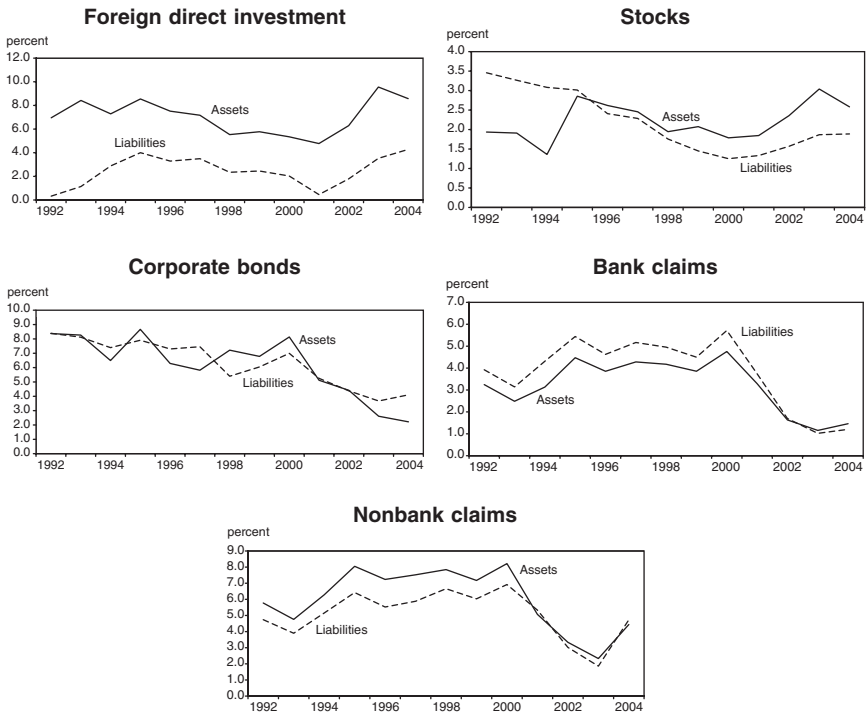 Foreign direct investment
percent
12.0
10.0
8.0
6.0
4.0
2.0
0.0
Assets
Liabilities
1992 1994 1996 1998 2000 2002 2004
Stocks
percent
4.0
3.5
3.0
2.5
2.0
1.5
1.0
0.5
0.0
Assets
Liabilities
1992 1994 1996 1998 2000 2002 2004
Corporate bonds
percent
10.0
9.0
8.0
7.0
6.0
5.0
4.0
3.0
2.0
1.0
0.0
Assets
Liabilities
1992 1994 1996 1998 2000 2002 2004
Bank claims
percent
7.0
6.0
5.0
4.0
3.0
2.0
1.0
0.0
Liabilities
Assets
1992 1994 1996 1998 2000 2002 2004
Nonbank claims
percent
9.0
8.0
7.0
6.0
5.0
4.0
3.0
2.0
1.0
0.0
Assets
Liabilities
1992 1994 1996 1998 2000 2002 2004